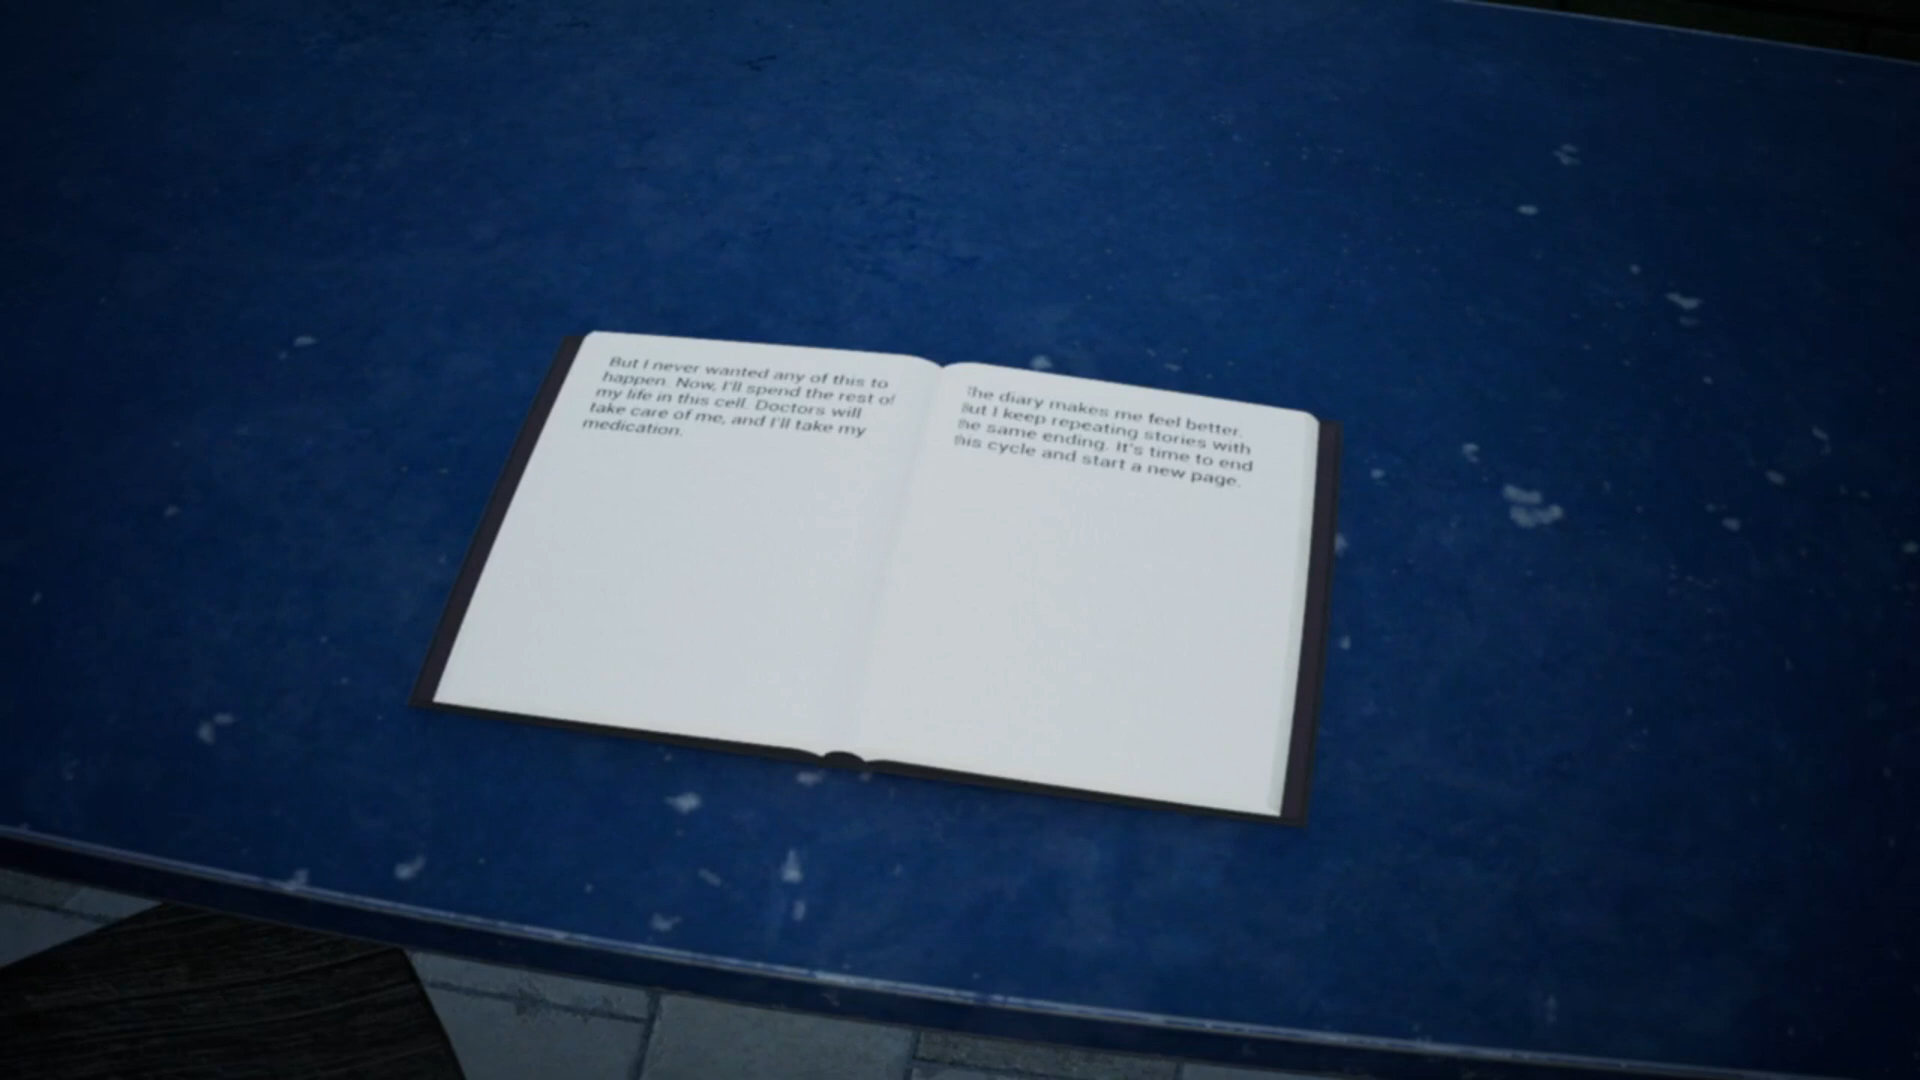 But I never wanted any of this to
happen. Now, I'll spend the rest of
my life in this cell. Doctors will
take care of me, and I'll take my
medication.
The diary makes me feel better.
But I keep repeating stories with
the same ending. It's time to end
this cycle and start a new page.